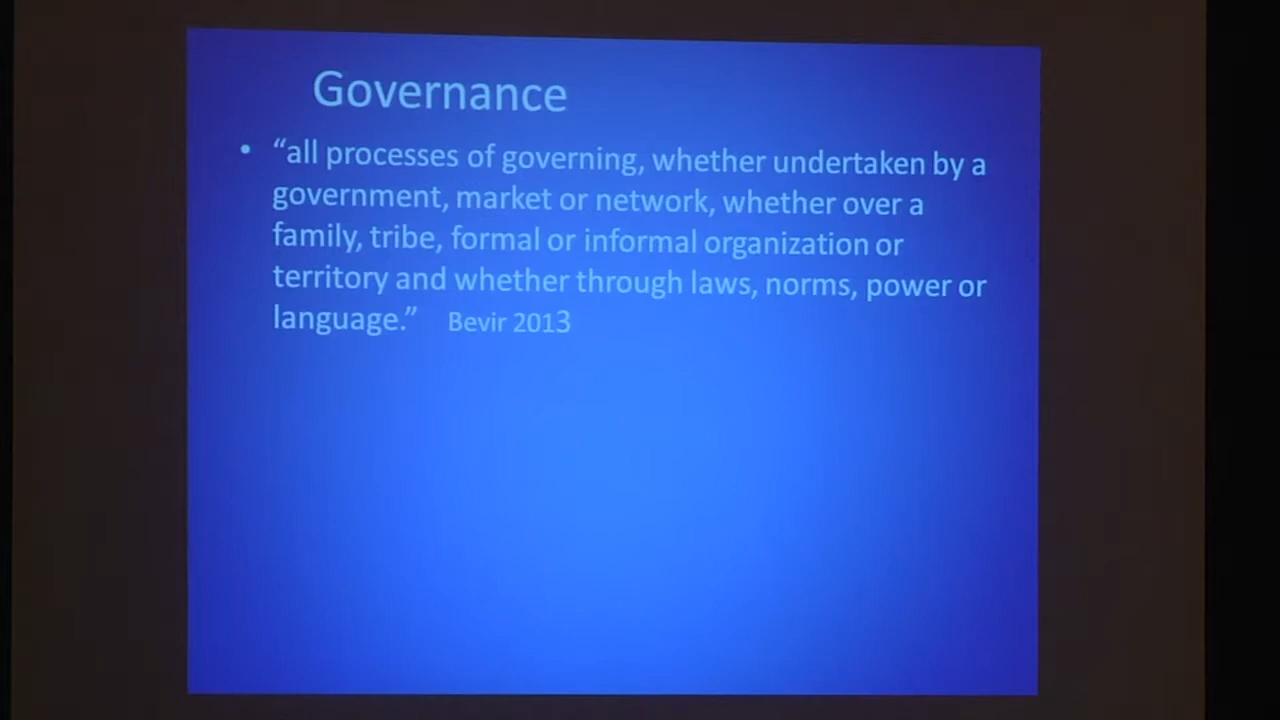 Governance
• “all processes of governing, whether undertaken by a
government, market or network, whether over a
family, tribe, formal or informal organization or
territory and whether through laws, norms, power or
language.” Bevir 2013